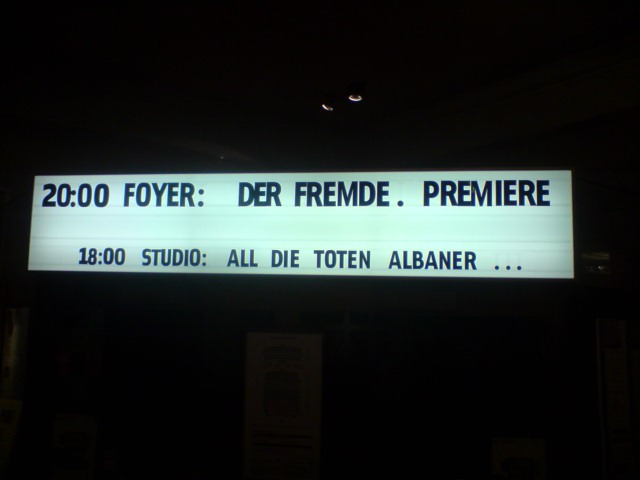 20:00 FOYER: DER FREMDE. PREMIERE
18:00 STUDIO: ALL DIE TOTEN ALBANER ...